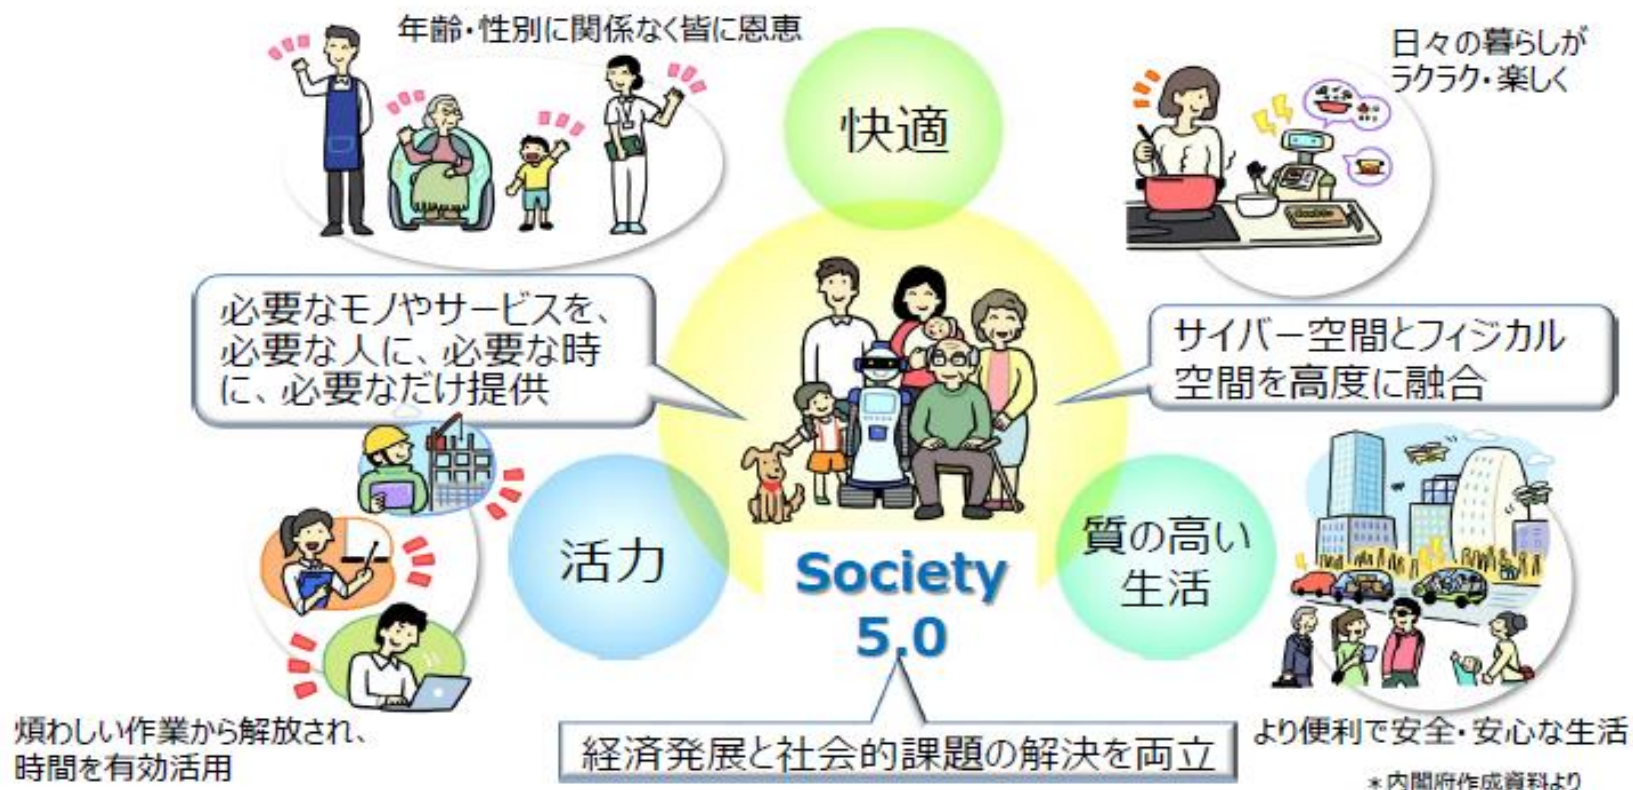 年齢・性別に関係なく皆に恩恵
快適
日々の暮らしが
ラクラク・楽しく
必要なモノやサービスを、
必要な人に、必要な時
に、必要なだけ提供
サイバー空間とフィジカル
空間を高度に融合
活力
Society
5.0
質の高い
生活
煩わしい作業から解放され、
時間を有効活用
経済発展と社会的課題の解決を両立
より便利で安全・安心な生活
*内閣府作成資料より